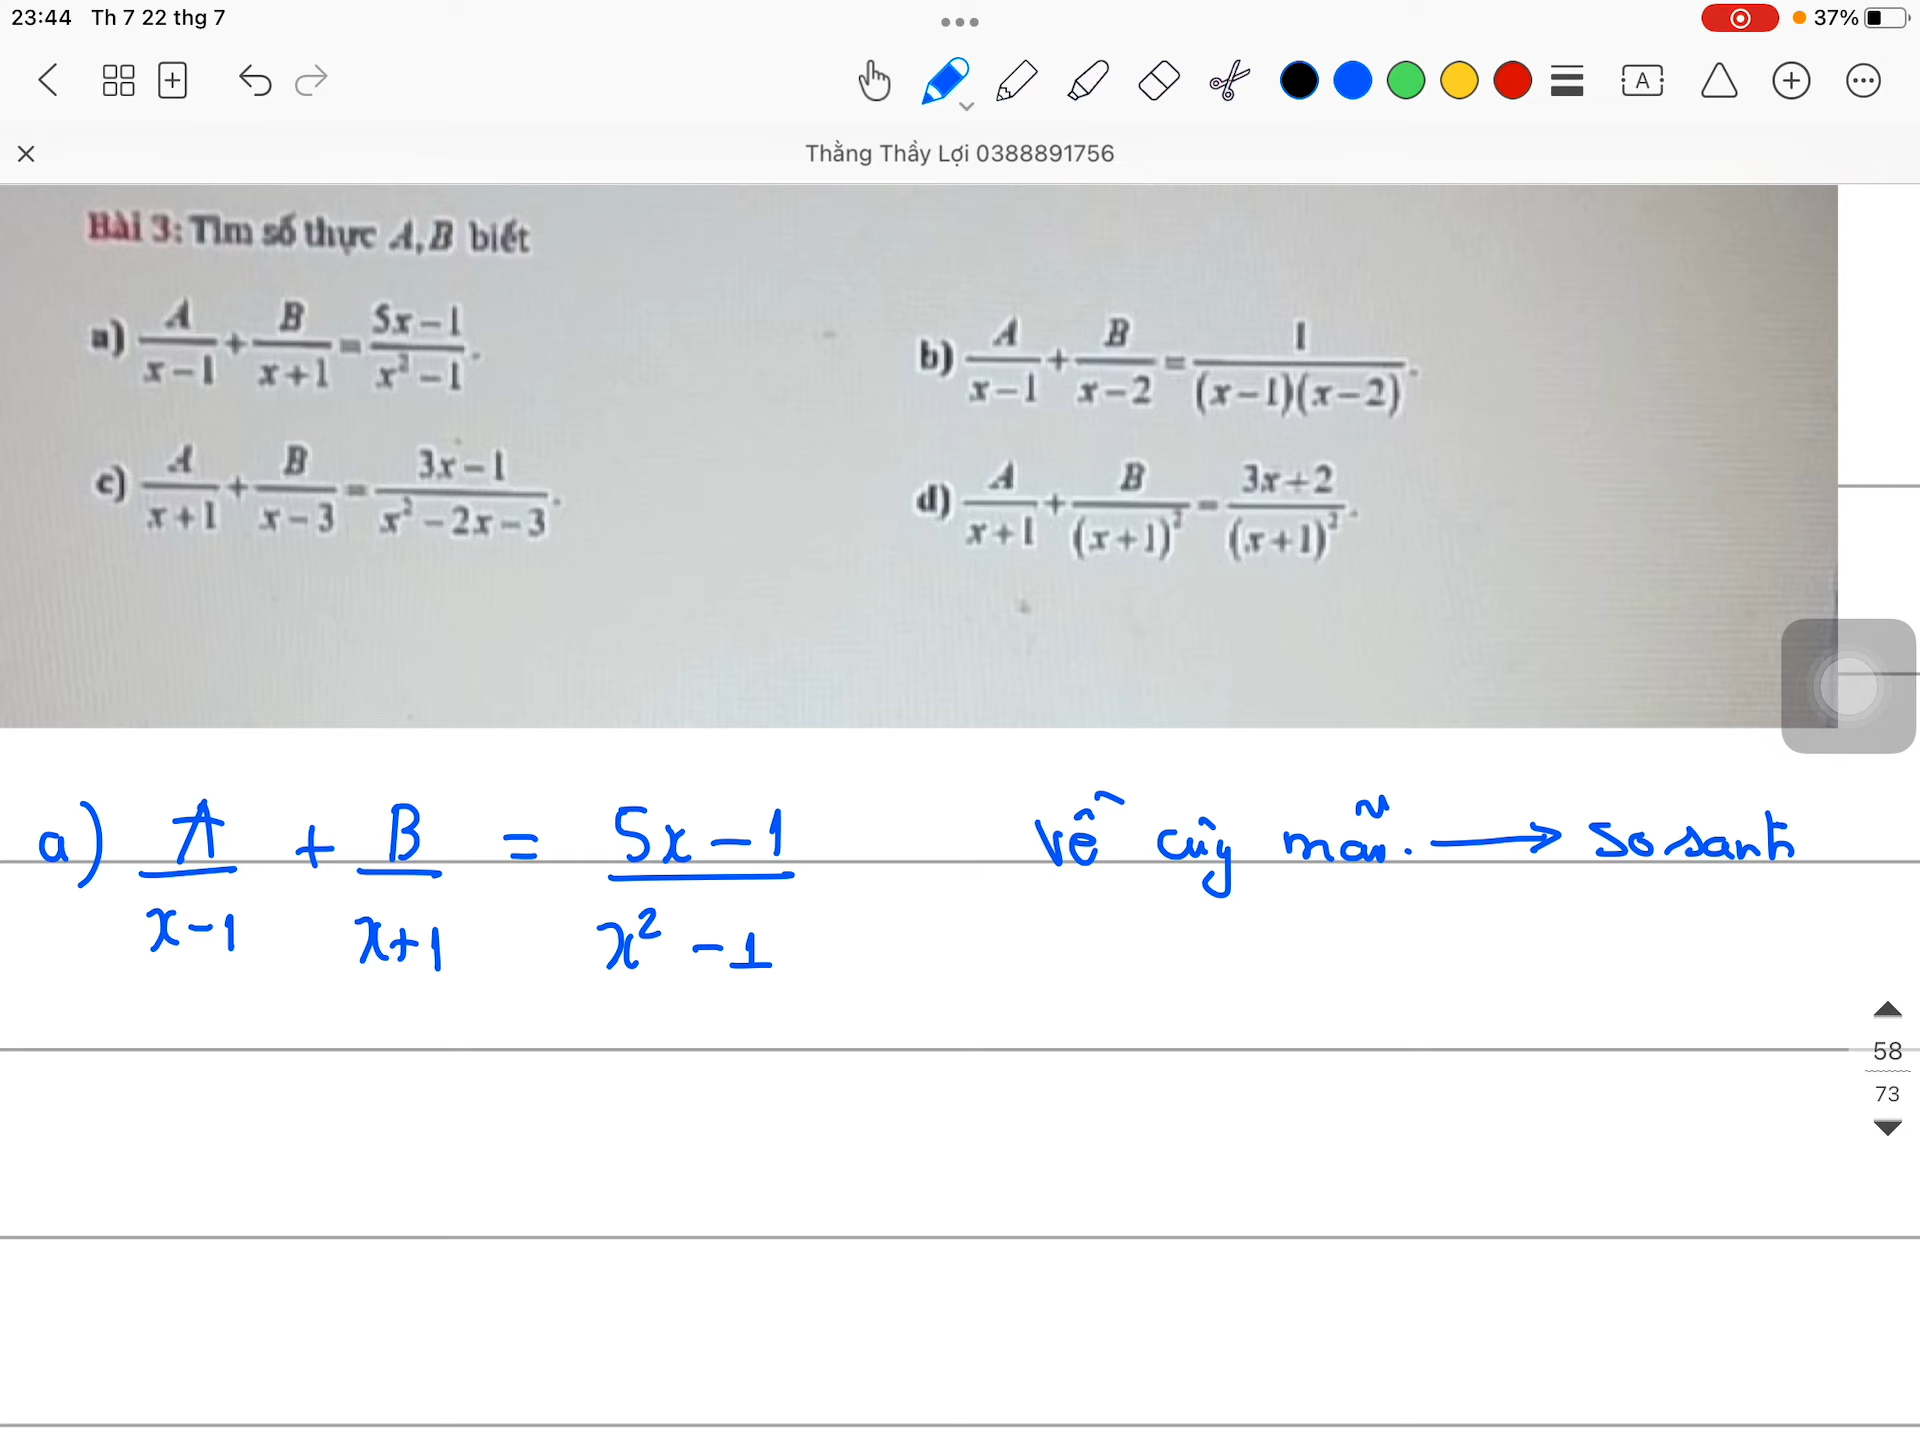 23:44 Th 7 22 thg 7
37%
A
Thằng Thầy Lợi 0388891756
Bài 3: Tìm số thực A, B biết
a) A/(x-1) + B/(x+1) = (5x-1)/(x²-1).
b) A/(x-1) + B/(x-2) = 1/((x-1)(x-2)).
c) A/(x+1) + B/(x-3) = (3x-1)/(x²-2x-3).
d) A/(x+1) + B/(x+1)² = (3x+2)/(x+1)².
a) A/(x-1) + B/(x+1) = (5x-1)/(x²-1) Về cùg mẫu. → so sanh
58
73